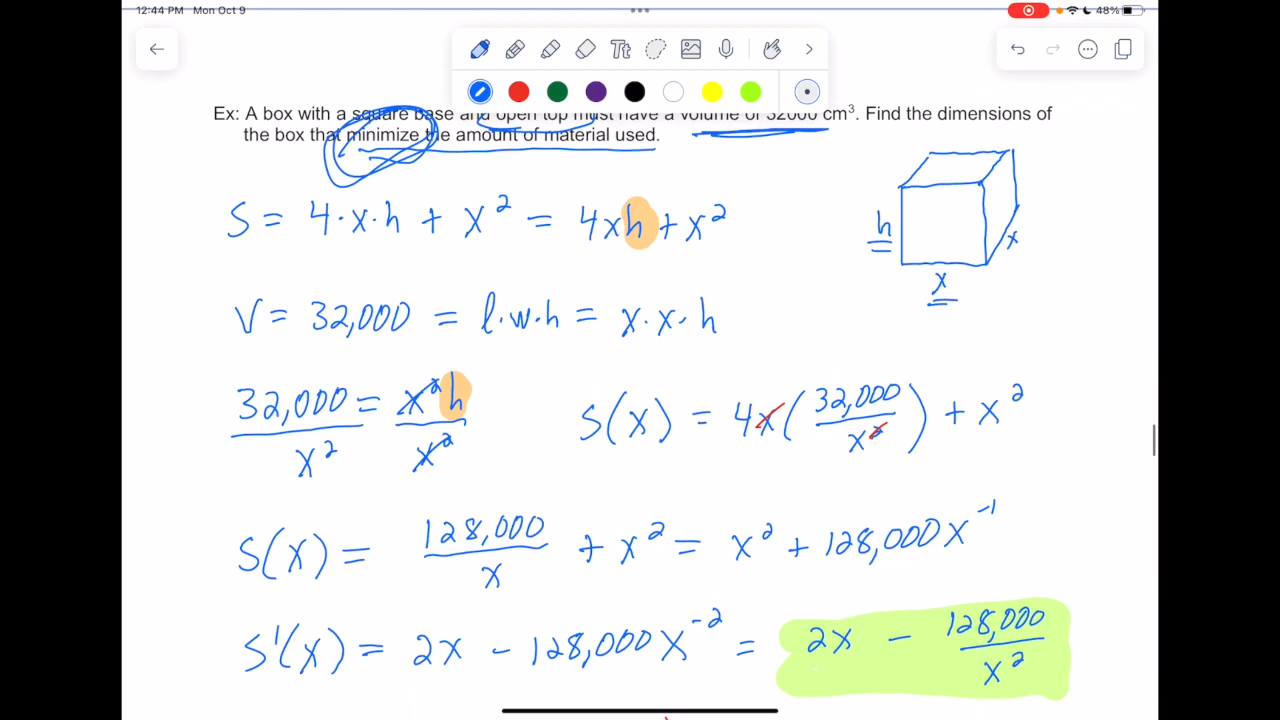 12:44 PM Mon Oct 9
48%
Tt
Ex: A box with a square base and open top must have a volume of 32000 cm³. Find the dimensions of
the box that minimize the amount of material used.
S = 4·x·h + x² = 4xh + x²
h
x
x
V = 32,000 = l·w·h = x·x·h
32,000/x² = x²h/x²
S(x) = 4x(32,000/x²) + x²
S(x) = 128,000/x + x² = x² + 128,000x⁻¹
S'(x) = 2x - 128,000x⁻² = 2x - 128,000/x²